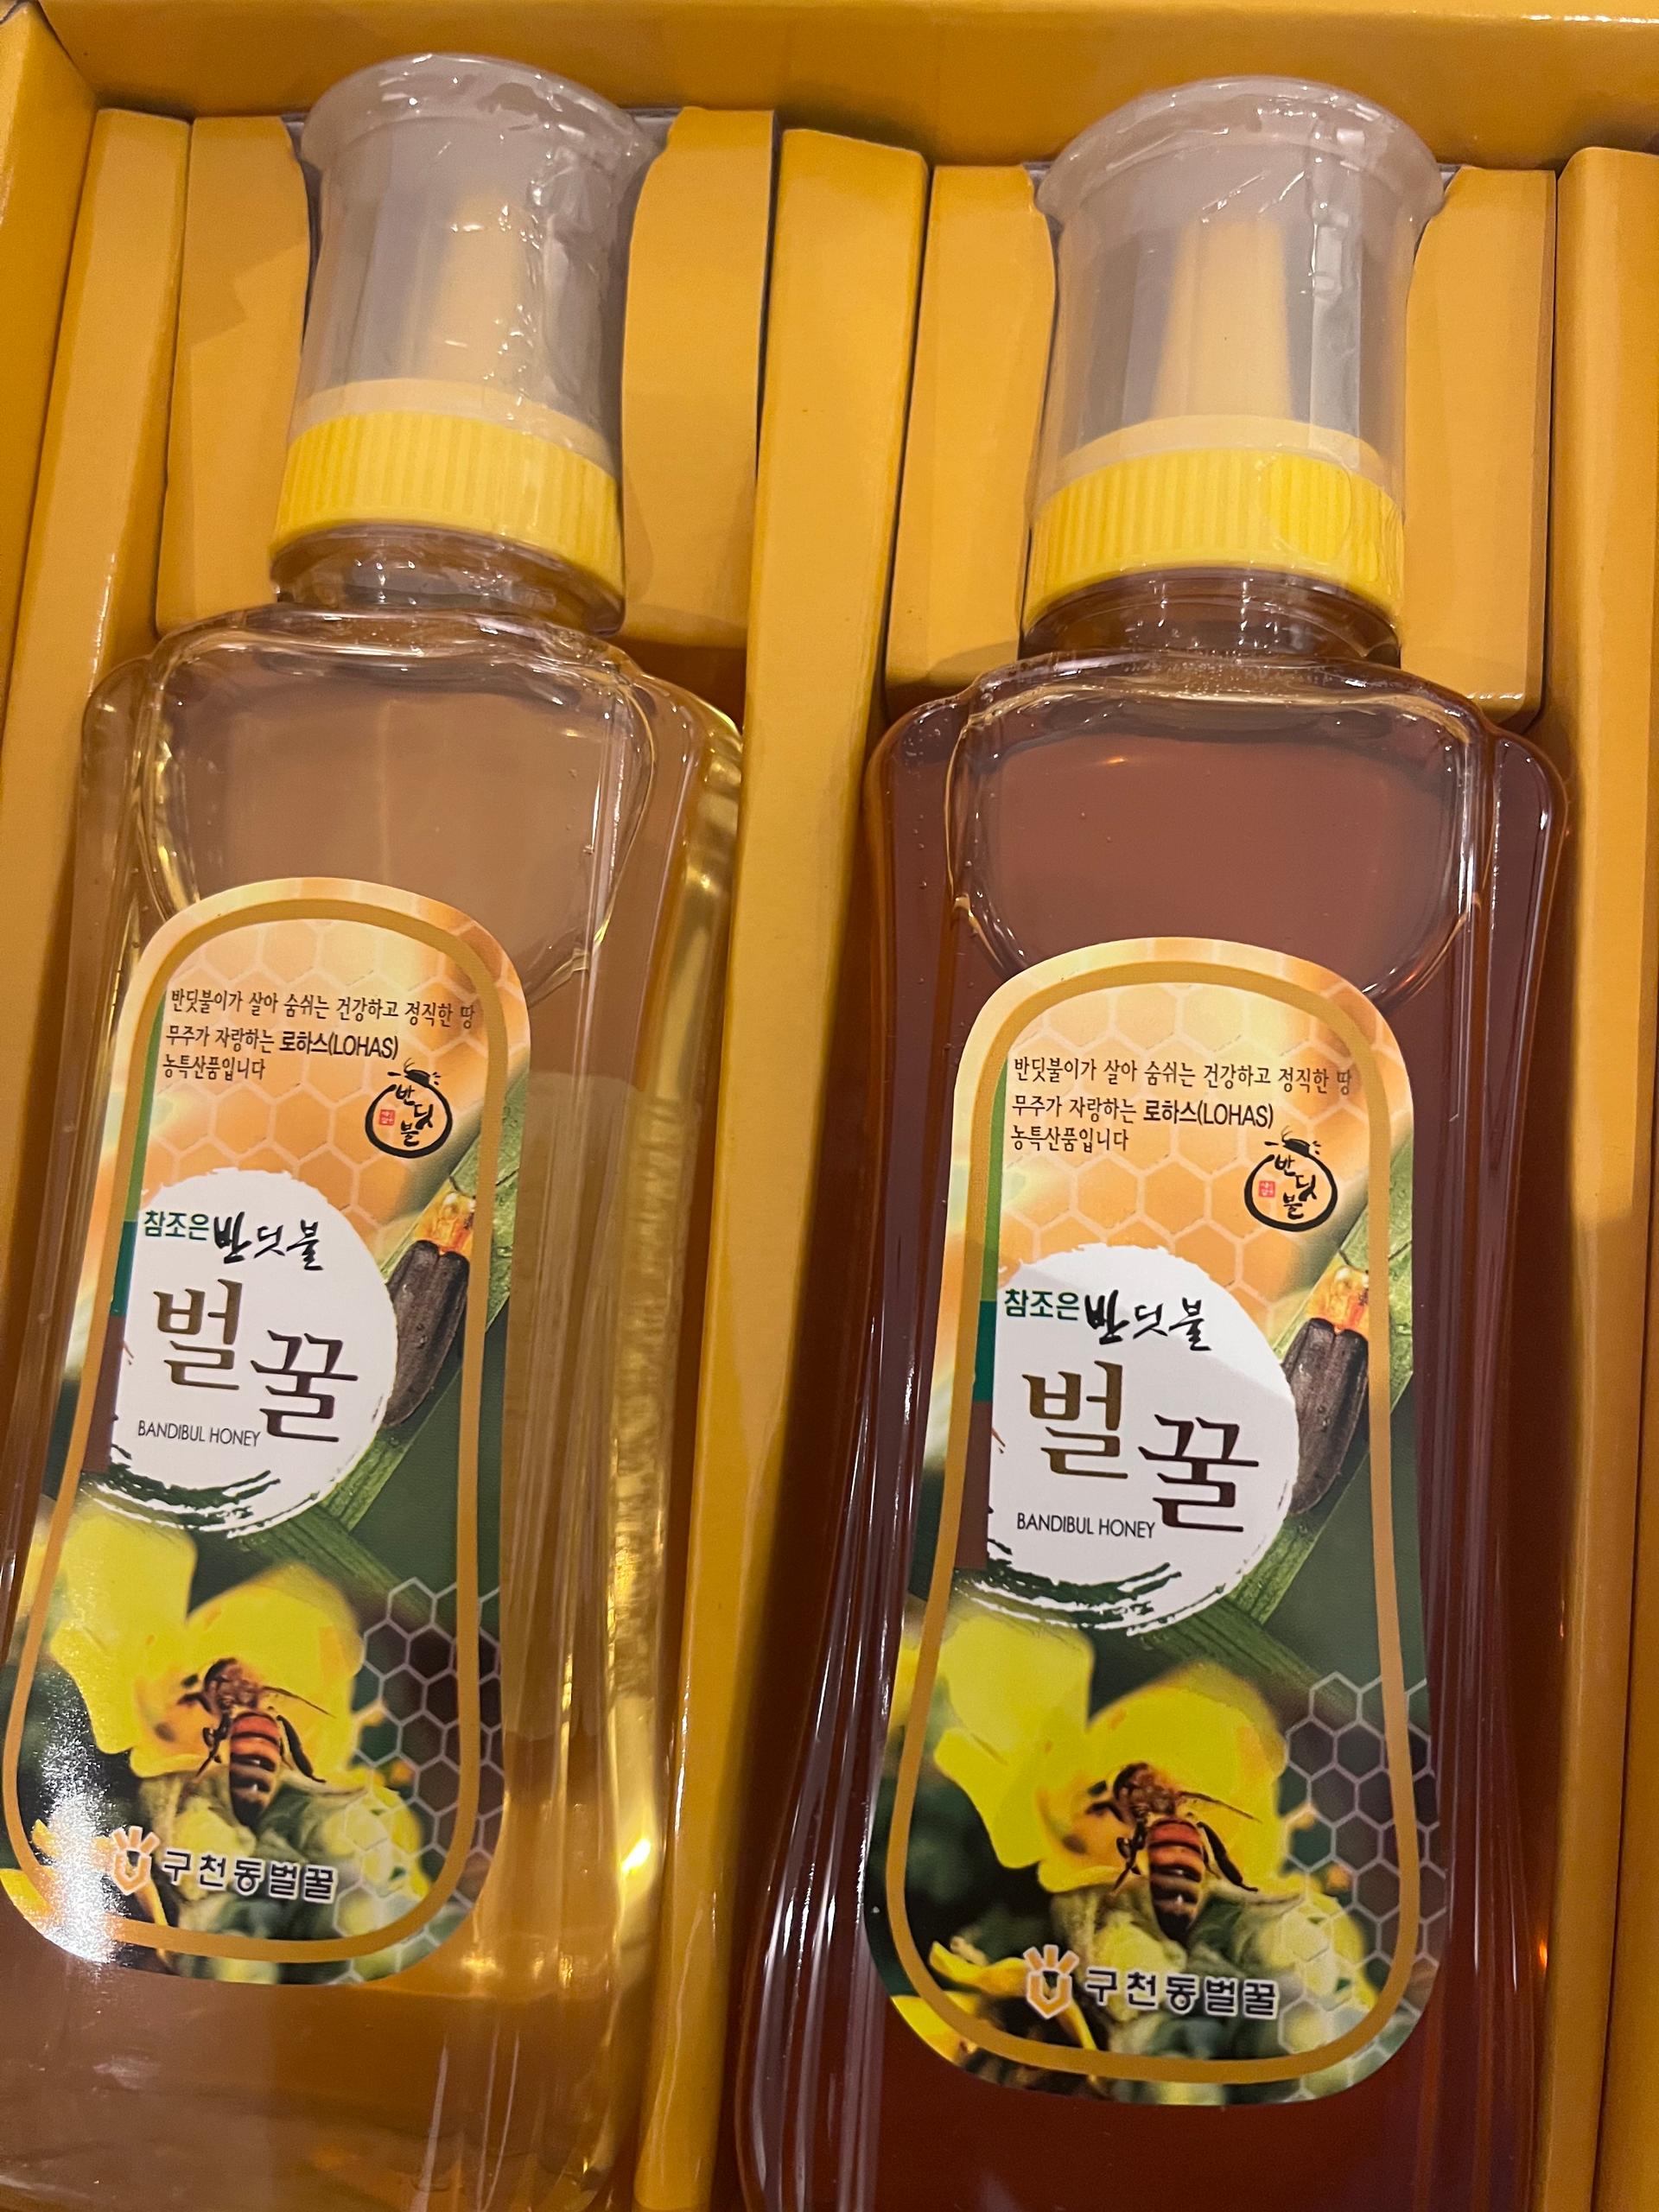 반딧불이가 살아 숨쉬는 건강하고 정직한 땅
무주가 자랑하는 로하스(LOHAS)
농특산품입니다
반딧불
참조은반딧불
벌꿀
BANDIBUL HONEY
구천동벌꿀
반딧불이가 살아 숨쉬는 건강하고 정직한 땅
무주가 자랑하는 로하스(LOHAS)
농특산품입니다
반딧불
참조은반딧불
벌꿀
BANDIBUL HONEY
구천동벌꿀